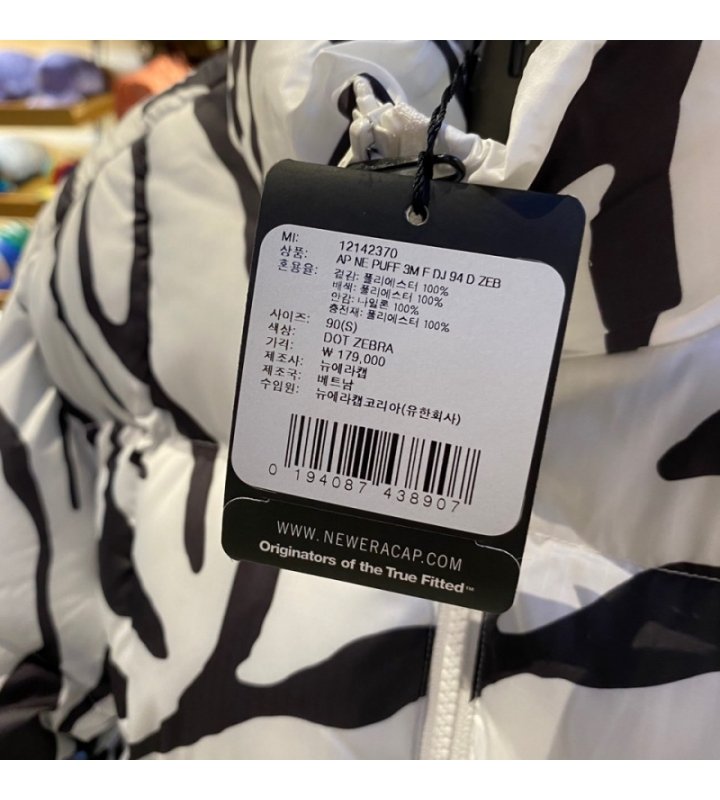 MI: 12142370
상품: AP NE PUFF 3M F DJ 94 D ZEB
혼용율: 겉감: 폴리에스터 100%
배색: 폴리에스터 100%
안감: 나일론 100%
충전재: 폴리에스터 100%
사이즈: 90(S)
색상: DOT ZEBRA
가격: ₩ 179,000
제조사: 뉴에라캡
제조국: 베트남
수입원: 뉴에라캡코리아(유한회사)
0 194087 438907
WWW.NEWERACAP.COM
Originators of the True Fitted™